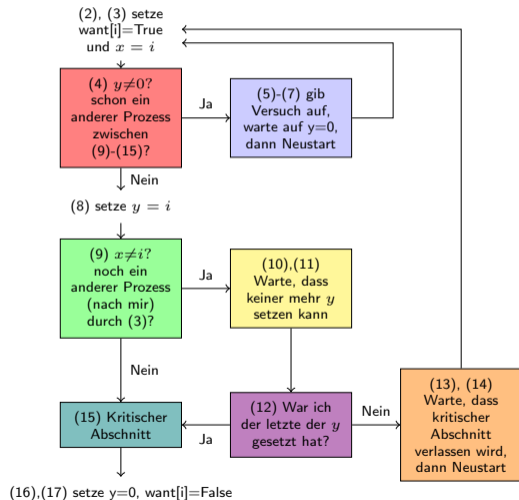 (2), (3) setze
want[i]=True
und x = i
(4) y≠0?
schon ein
anderer Prozess
zwischen
(9)-(15)?
Ja
(5)-(7) gib
Versuch auf,
warte auf y=0,
dann Neustart
Nein
(8) setze y = i
(9) x≠i?
noch ein
anderer Prozess
(nach mir)
durch (3)?
Ja
(10),(11)
Warte, dass
keiner mehr y
setzen kann
Nein
(15) Kritischer
Abschnitt
Ja
(12) War ich
der letzte der y
gesetzt hat?
Nein
(13), (14)
Warte, dass
kritischer
Abschnitt
verlassen wird,
dann Neustart
(16),(17) setze y=0, want[i]=False